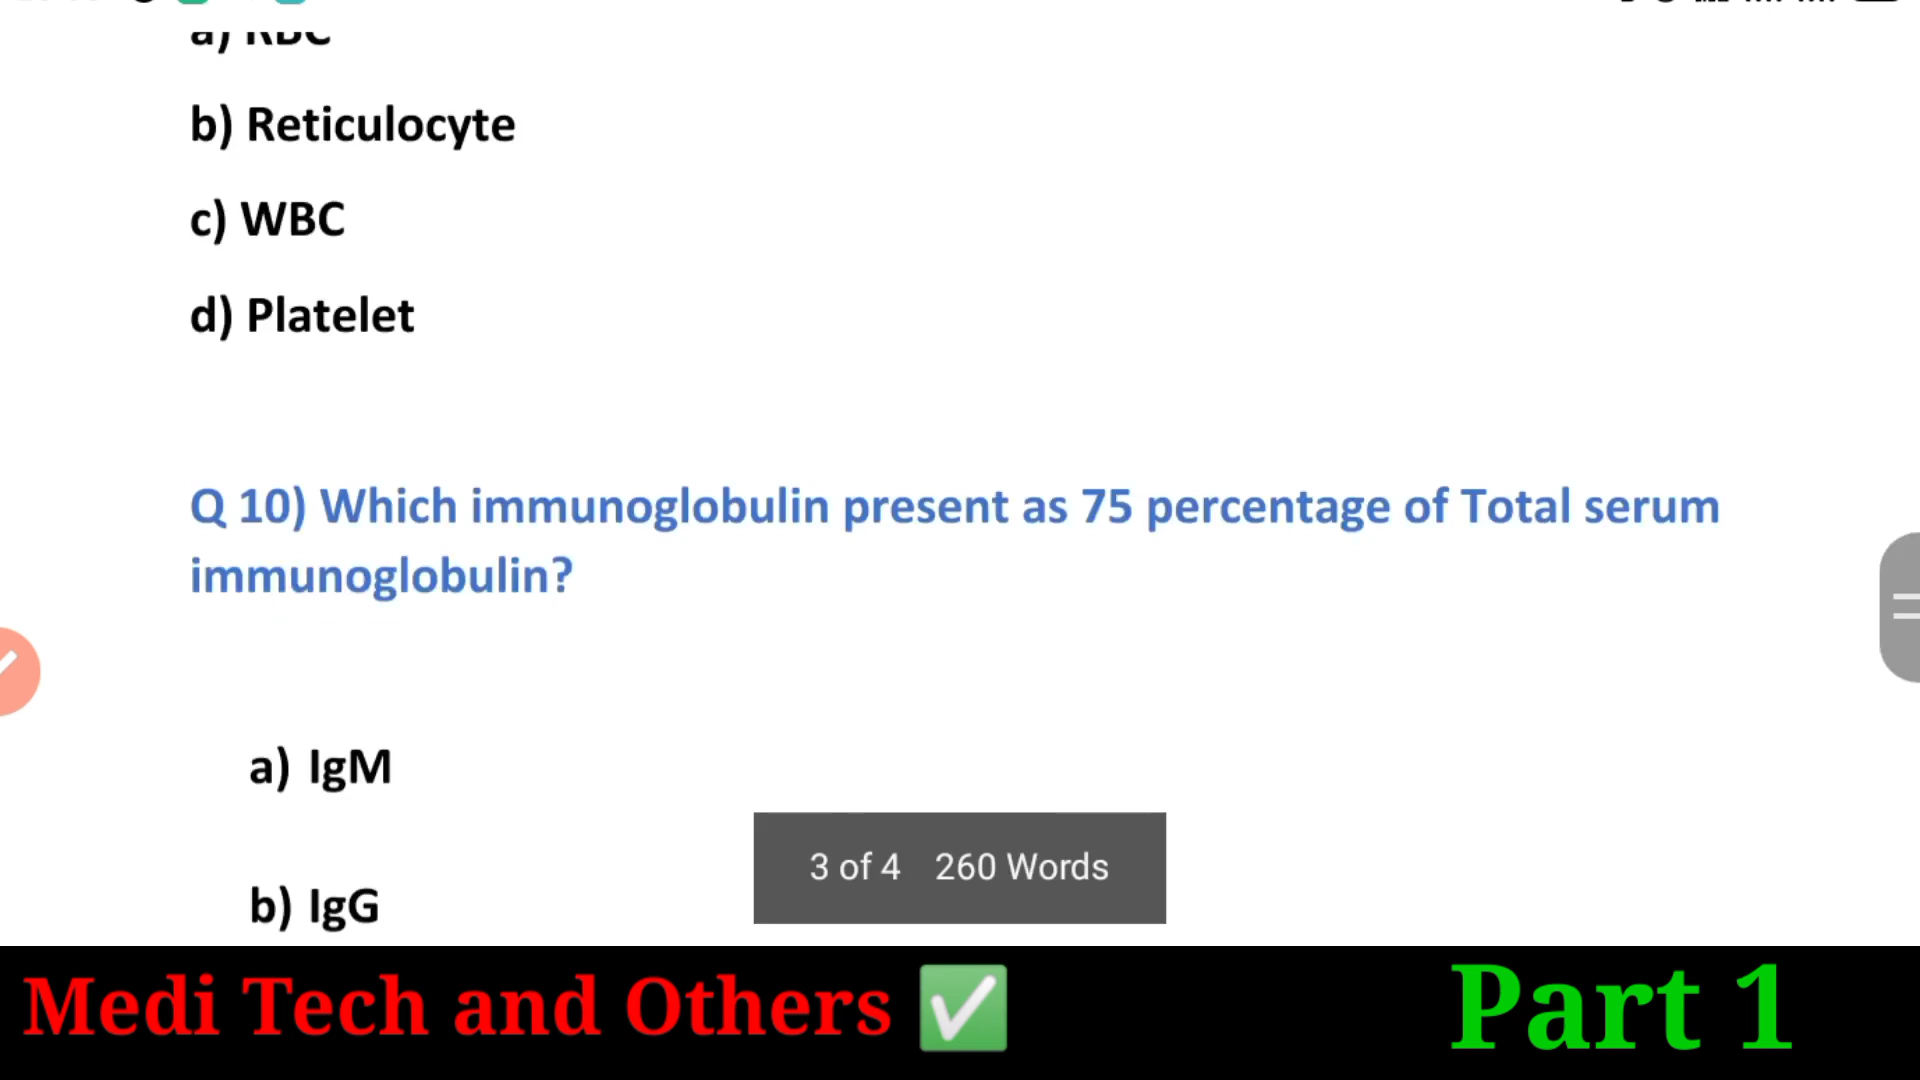 a) RBC
b) Reticulocyte
c) WBC
d) Platelet
Q 10) Which immunoglobulin present as 75 percentage of Total serum
immunoglobulin?
a) IgM
3 of 4 260 Words
b) IgG
Medi Tech and Others ✅
Part 1